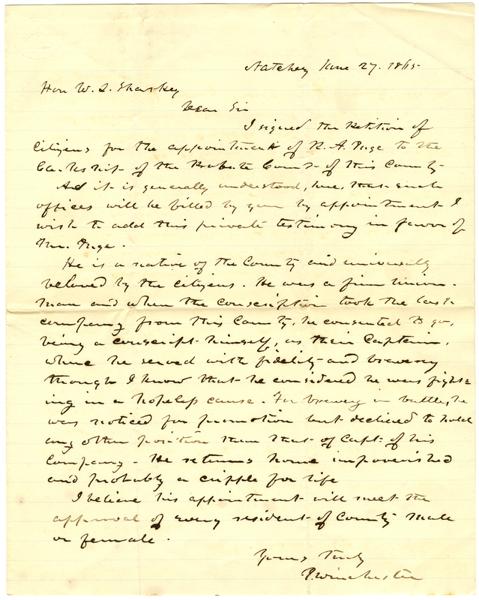 Natchez June 27. 1865
Hon W. L. Sharkey
Dear Sir
I signed the Petition of
Citizens for the appointment of R. A. Page to the
Clerkship of the Probate Court of this County
As it is generally understood, here, that such
offices will be filled by you by appointment I
wish to add this private testimony in favor of
Mr. Page.
He is a native of the County and universally
beloved by the citizens. He was a firm Union
man and when the conscription took the last
company from this County, he consented to go,
being a conscript himself, as their Captain,
where he served with fidelity and bravery
though I know that he considered he was fight
ing in a hopeless cause. For bravery in battle, he
was noticed for promotion but declined to hold
any other position than that of Capt. of his
Company. He returns home impoverished
and probably a cripple for life
I believe his appointment will meet the
approval of every resident of County male
or female.
Yours truly
P. Winchester